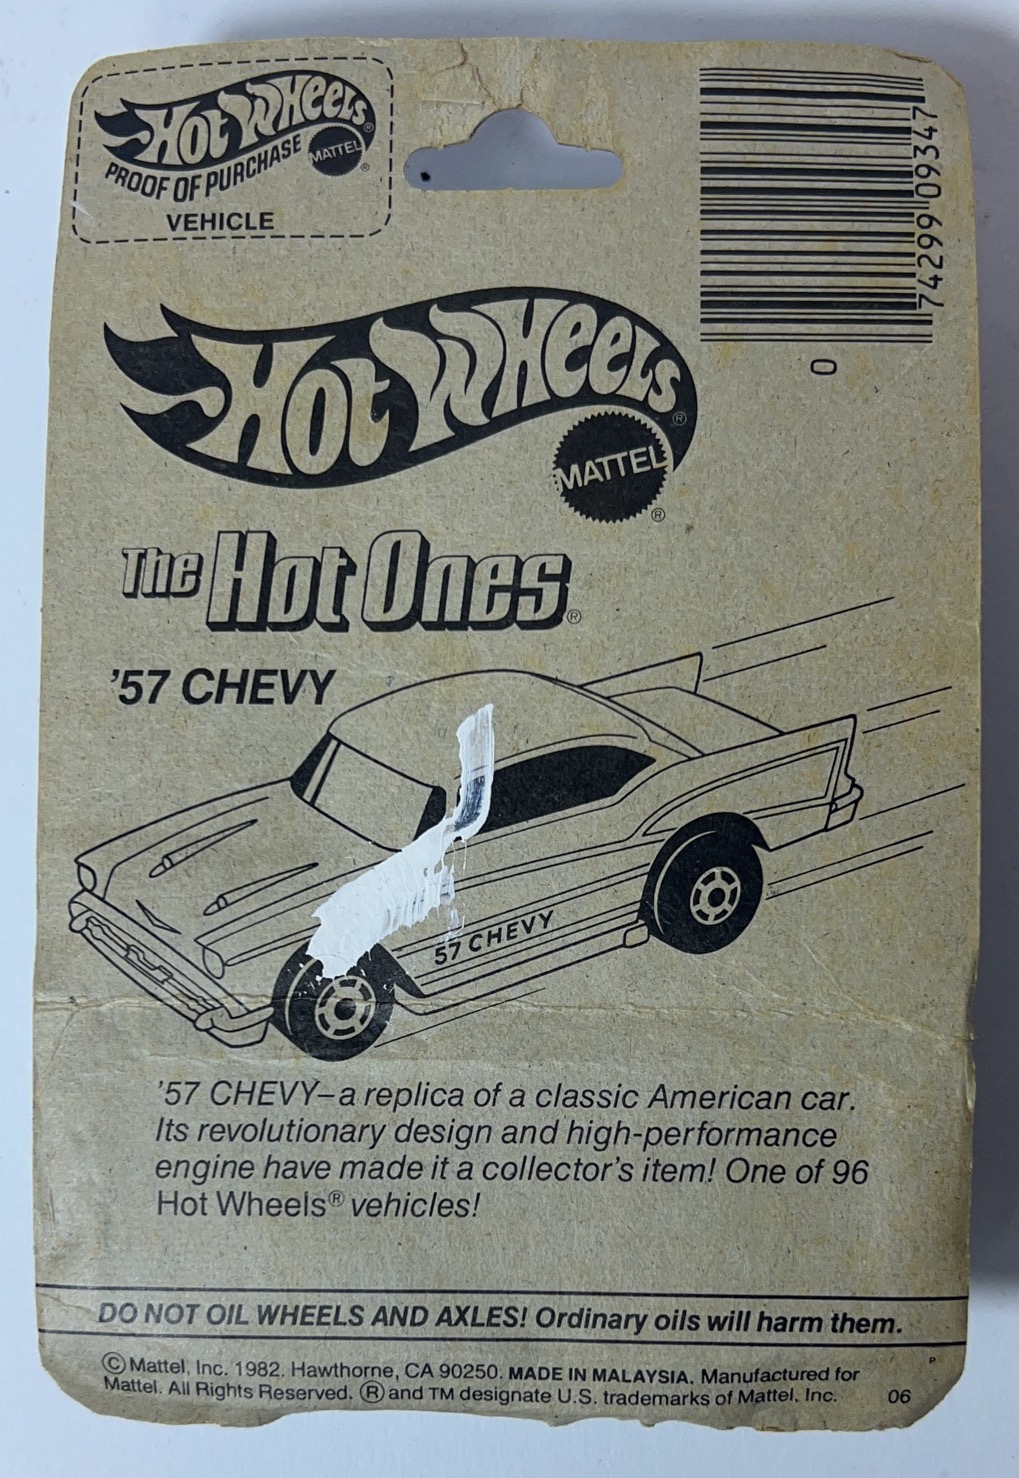 Hot Wheels®
MATTEL®
PROOF OF PURCHASE
VEHICLE
74299 09347
0
Hot Wheels®
MATTEL®
The Hot Ones®
'57 CHEVY
57 CHEVY
'57 CHEVY–a replica of a classic American car.
Its revolutionary design and high-performance
engine have made it a collector's item! One of 96
Hot Wheels® vehicles!
DO NOT OIL WHEELS AND AXLES! Ordinary oils will harm them.
©Mattel, Inc. 1982. Hawthorne, CA 90250. MADE IN MALAYSIA. Manufactured for
Mattel. All Rights Reserved. ® and TM designate U.S. trademarks of Mattel, Inc.
P
06